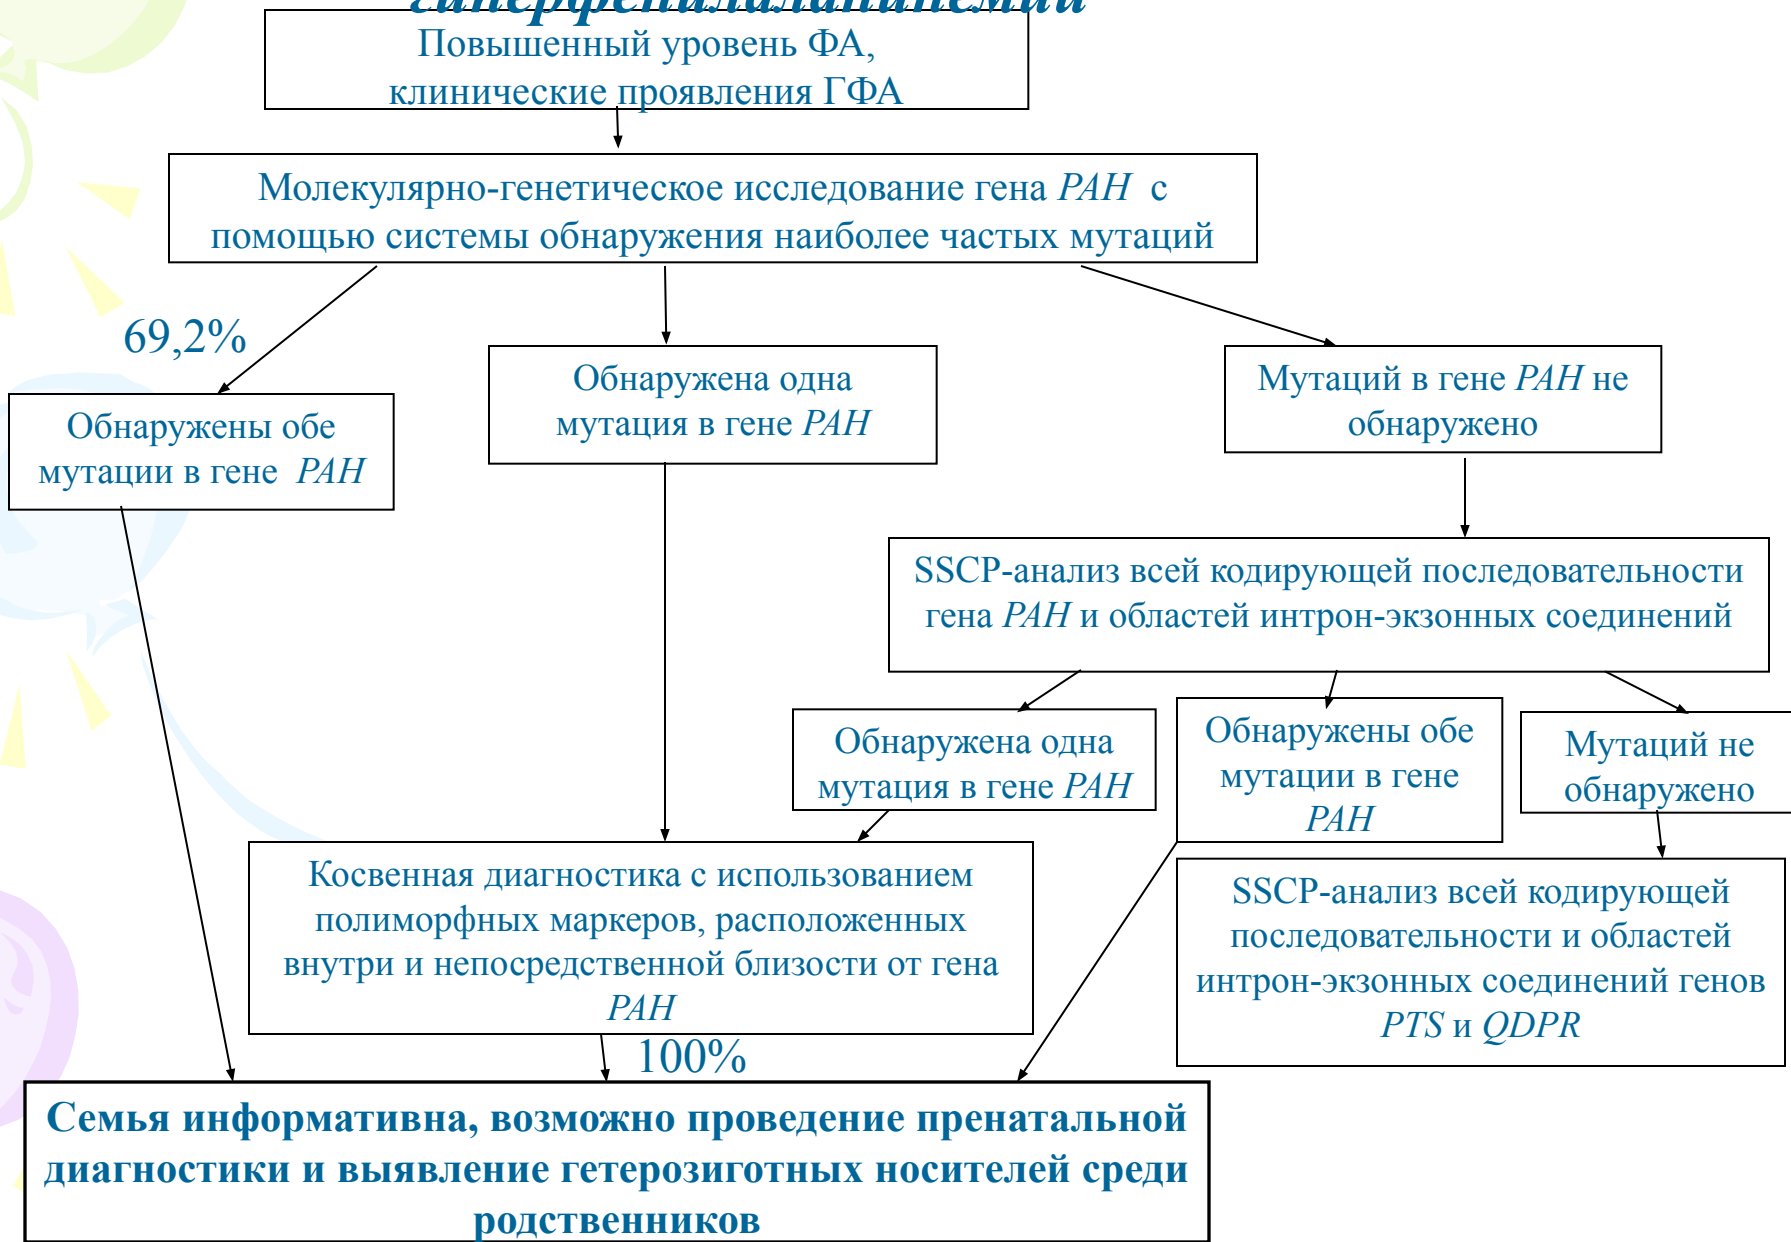 гиперфенилаланинемии
Повышенный уровень ФА,
клинические проявления ГФА
Молекулярно-генетическое исследование гена PAH с
помощью системы обнаружения наиболее частых мутаций
69,2%
Обнаружены обе
мутации в гене PAH
Обнаружена одна
мутация в гене PAH
Мутаций в гене PAH не
обнаружено
SSCP-анализ всей кодирующей последовательности
гена PAH и областей интрон-экзонных соединений
Обнаружена одна
мутация в гене PAH
Обнаружены обе
мутации в гене
PAH
Мутаций не
обнаружено
Косвенная диагностика с использованием
полиморфных маркеров, расположенных
внутри и непосредственной близости от гена
PAH
SSCP-анализ всей кодирующей
последовательности и областей
интрон-экзонных соединений генов
PTS и QDPR
100%
Семья информативна, возможно проведение пренатальной
диагностики и выявление гетерозиготных носителей среди
родственников